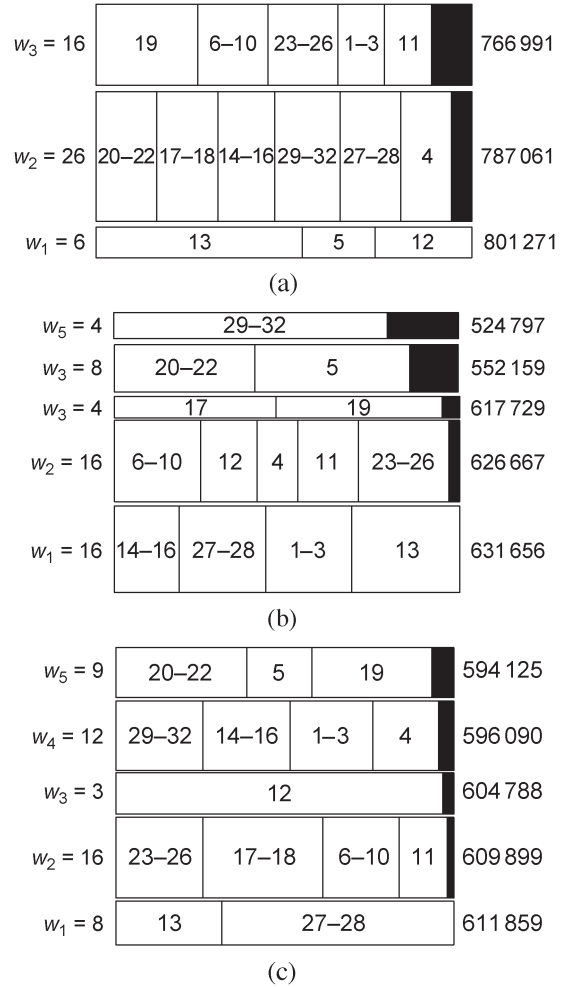 w3 = 16 19 6–10 23–26 1–3 11 766 991
w2 = 26 20–22 17–18 14–16 29–32 27–28 4 787 061
w1 = 6 13 5 12 801 271
(a)
w5 = 4 29–32 524 797
w3 = 8 20–22 5 552 159
w3 = 4 17 19 617 729
w2 = 16 6–10 12 4 11 23–26 626 667
w1 = 16 14–16 27–28 1–3 13 631 656
(b)
w5 = 9 20–22 5 19 594 125
w4 = 12 29–32 14–16 1–3 4 596 090
w3 = 3 12 604 788
w2 = 16 23–26 17–18 6–10 11 609 899
w1 = 8 13 27–28 611 859
(c)